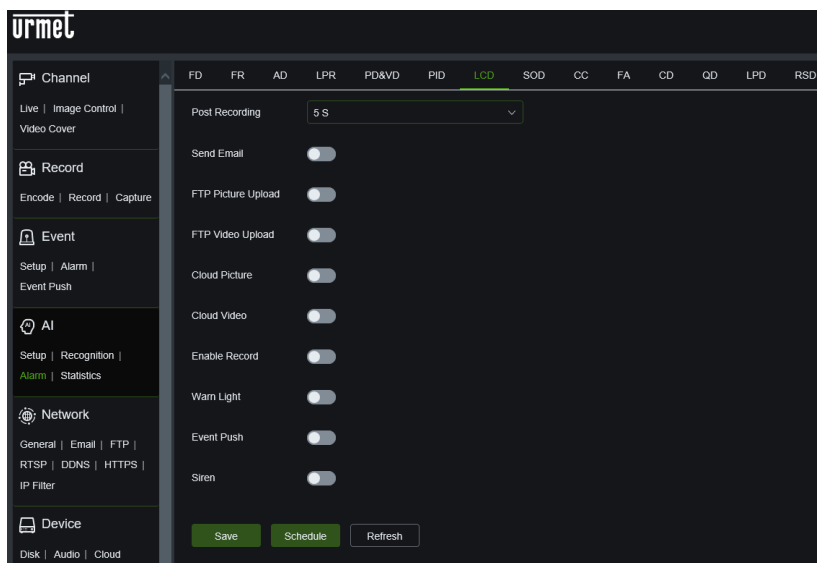 urmet
Channel
Live | Image Control |
Video Cover
Record
Encode | Record | Capture
Event
Setup | Alarm |
Event Push
AI
Setup | Recognition |
Alarm | Statistics
Network
General | Email | FTP |
RTSP | DDNS | HTTPS |
IP Filter
Device
Disk | Audio | Cloud
FD FR AD LPR PD&VD PID LCD SOD CC FA CD QD LPD RSD
Post Recording 5 S
Send Email
FTP Picture Upload
FTP Video Upload
Cloud Picture
Cloud Video
Enable Record
Warn Light
Event Push
Siren
Save Schedule Refresh